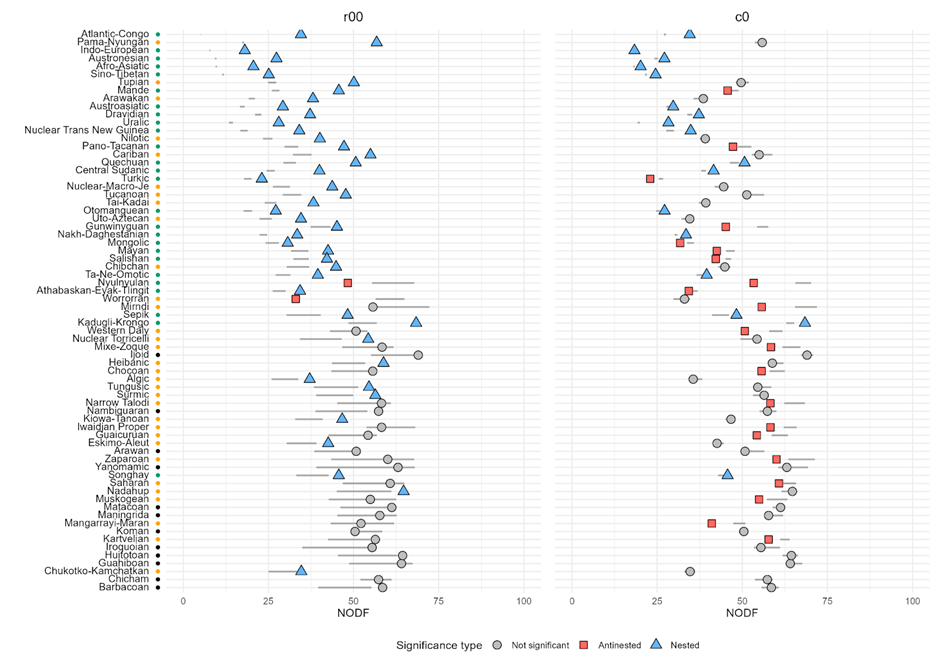 r00 c0
Atlantic-Congo
Pama-Nyungan
Indo-European
Austronesian
Afro-Asiatic
Sino-Tibetan
Tupian
Mande
Arawakan
Austroasiatic
Dravidian
Uralic
Nuclear Trans New Guinea
Nilotic
Pano-Tacanan
Cariban
Quechuan
Central Sudanic
Turkic
Nuclear-Macro-Je
Tucanoan
Tai-Kadai
Otomanguean
Uto-Aztecan
Gunwinyguan
Nakh-Daghestanian
Mongolic
Mayan
Salishan
Chibchan
Ta-Ne-Omotic
Nyulnyulan
Athabaskan-Eyak-Tlingit
Worrorran
Mirndi
Sepik
Kadugli-Krongo
Western Daly
Nuclear Torricelli
Mixe-Zoque
Ijoid
Heibanic
Chocoan
Algic
Tungusic
Surmic
Narrow Talodi
Nambiquaran
Kiowa-Tanoan
Iwaidjan Proper
Guaicuruan
Eskimo-Aleut
Arawan
Zaparoan
Yanomamic
Songhay
Saharan
Nadahup
Muskogean
Matacoan
Maningrida
Mangarrayi-Maran
Koman
Kartvelian
Iroquoian
Huitotoan
Guahiboan
Chukotko-Kamchatkan
Chicham
Barbacoan
0 25 50 75 100 0 25 50 75 100
NODF NODF
Significance type Not significant Antinested Nested